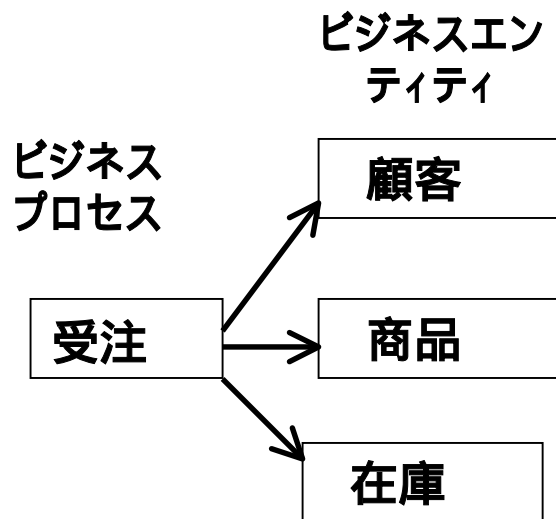 ビジネスエン
ティティ
ビジネス
プロセス
顧客
受注
商品
在庫